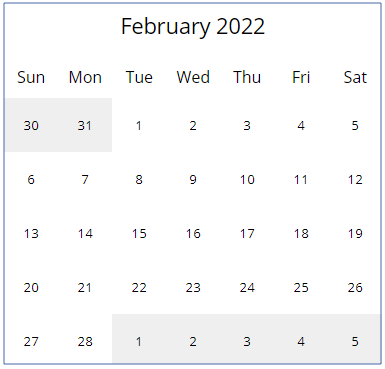 February 2022
Sun Mon Tue Wed Thu Fri Sat
30 31 1 2 3 4 5
6 7 8 9 10 11 12
13 14 15 16 17 18 19
20 21 22 23 24 25 26
27 28 1 2 3 4 5